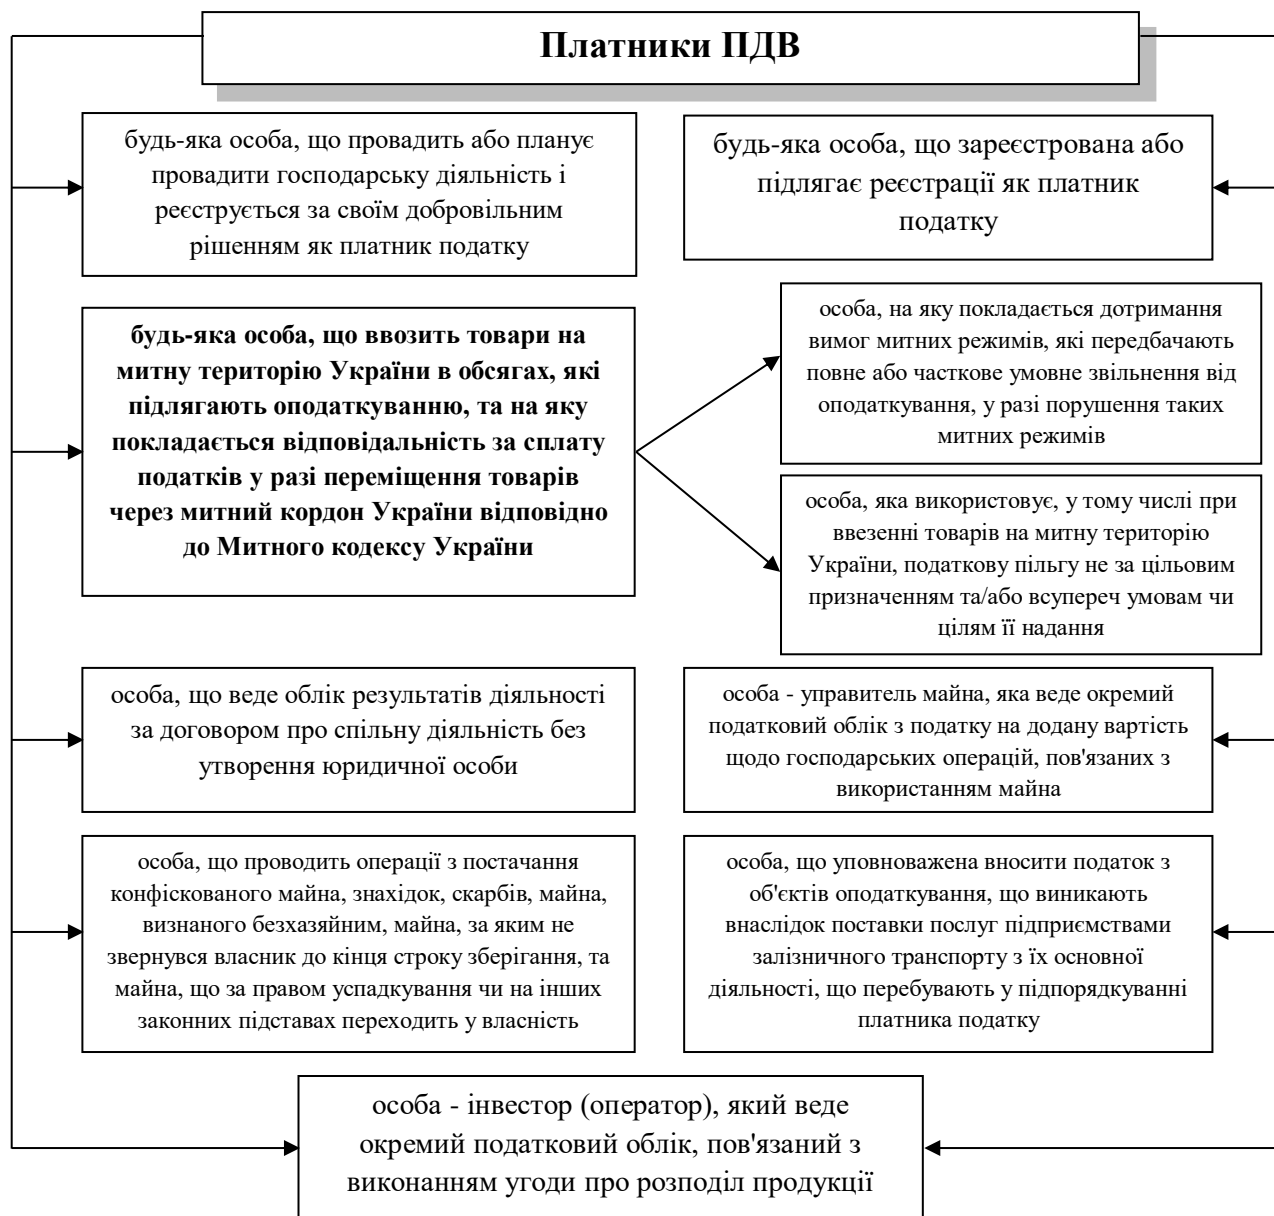 Платники ПДВ
будь-яка особа, що провадить або планує
провадити господарську діяльність і
реєструється за своїм добровільним
рішенням як платник податку
будь-яка особа, що зареєстрована або
підлягає реєстрації як платник
податку
будь-яка особа, що ввозить товари на
митну територію України в обсягах, які
підлягають оподаткуванню, та на яку
покладається відповідальність за сплату
податків у разі переміщення товарів
через митний кордон України відповідно
до Митного кодексу України
особа, на яку покладається дотримання
вимог митних режимів, які передбачають
повне або часткове умовне звільнення від
оподаткування, у разі порушення таких
митних режимів
особа, яка використовує, у тому числі при
ввезенні товарів на митну територію
України, податкову пільгу не за цільовим
призначенням та/або всупереч умовам чи
цілям її надання
особа, що веде облік результатів діяльності
за договором про спільну діяльність без
утворення юридичної особи
особа - управитель майна, яка веде окремий
податковий облік з податку на додану вартість
щодо господарських операцій, пов'язаних з
використанням майна
особа, що проводить операції з постачання
конфіскованого майна, знахідок, скарбів, майна,
визнаного безхазяйним, майна, за яким не
звернувся власник до кінця строку зберігання, та
майна, що за правом успадкування чи на інших
законних підставах переходить у власність
особа, що уповноважена вносити податок з
об'єктів оподаткування, що виникають
внаслідок поставки послуг підприємствами
залізничного транспорту з їх основної
діяльності, що перебувають у підпорядкуванні
платника податку
особа - інвестор (оператор), який веде
окремий податковий облік, пов'язаний з
виконанням угоди про розподіл продукції